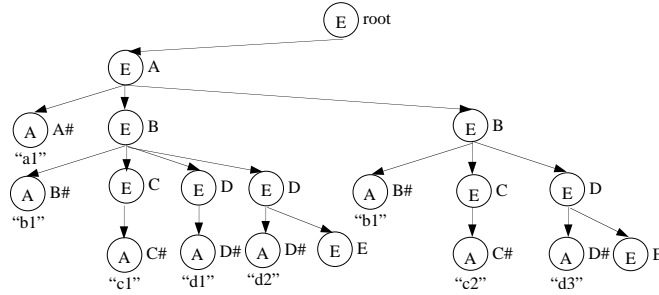 E root
E A
A A# E B E B
"a1"
A B# E C E D E D A B# E C E D
"b1" "b1"
A C# A D# A D# E E A C# A D# E E
"c1" "d1" "d2" "c2" "d3"